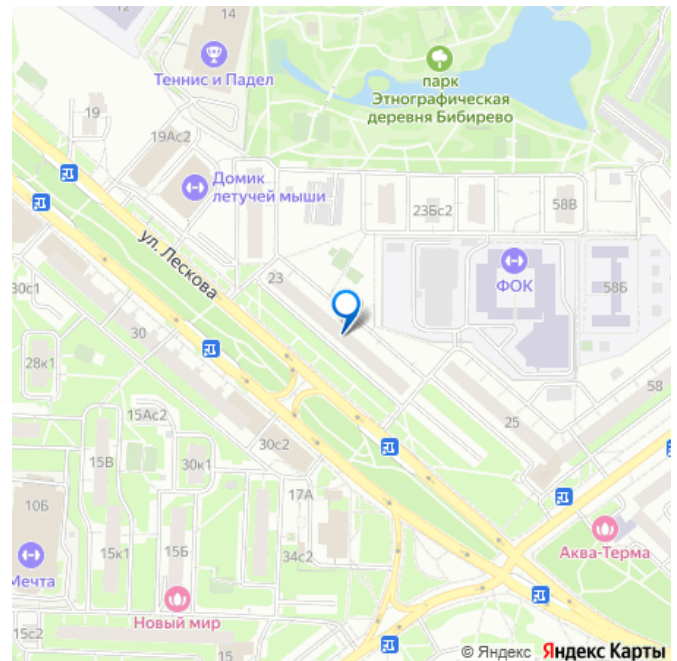 14
Теннис и Падел
парк
Этнографическая
деревня Бибирево
19
19Ас2
Домик
летучей мыши
23Бс2
58В
ул. Лескова
23
ФОК
58Б
30с1
30
28к1
58
15Ас2
25
30с2
15В
30к1
17А
10Б
Аква-Терма
15к1
15Б
34с2
Мечта
Новый мир
15с2
15
© Яндекс Яндекс Карты